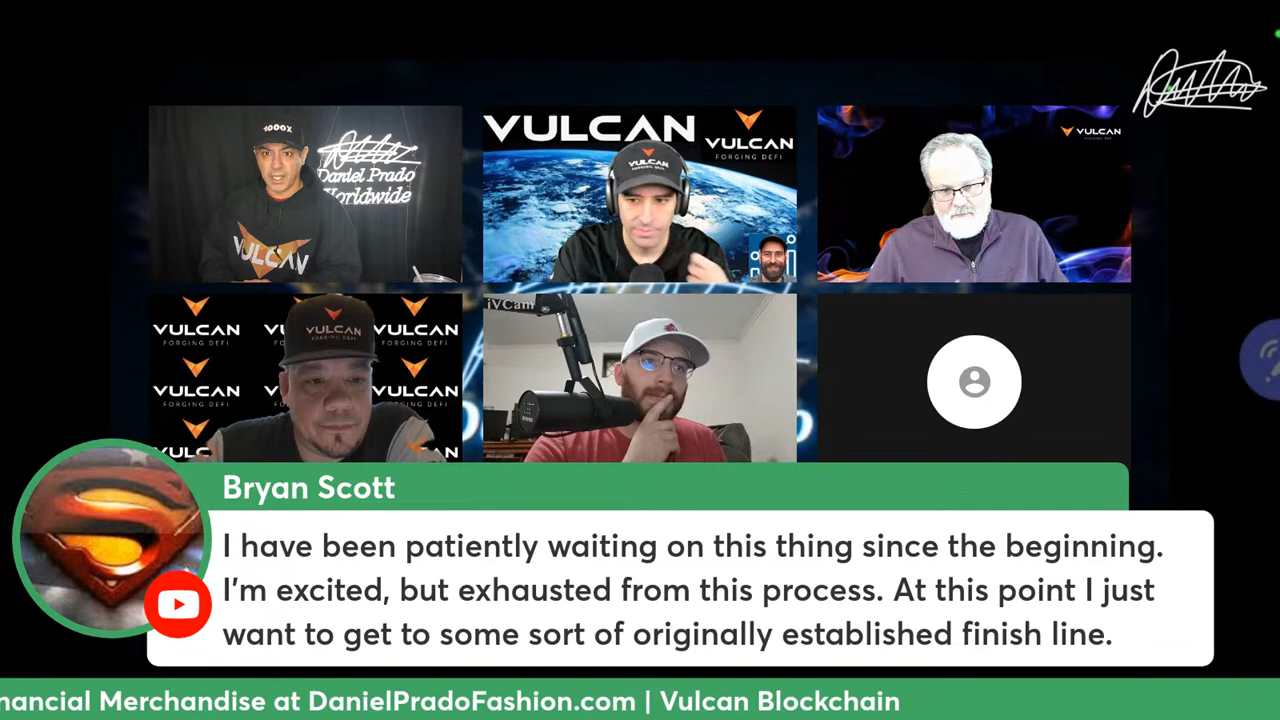 1000X
Daniel Prado
Worldwide
VULCAN
VULCAN
VULCAN
FORGING DEFI
VULCAN
VULCAN
FORGING DEFI
VULCAN
VULCAN
FORGING DEFI
VULCAN
VULCAN
FORGING DEFI
VULCAN
FORGING DEFI
VULCAN
FORGING DEFI
iVCam
Bryan Scott
I have been patiently waiting on this thing since the beginning.
I'm excited, but exhausted from this process. At this point I just
want to get to some sort of originally established finish line.
nancial Merchandise at DanielPradoFashion.com | Vulcan Blockchain